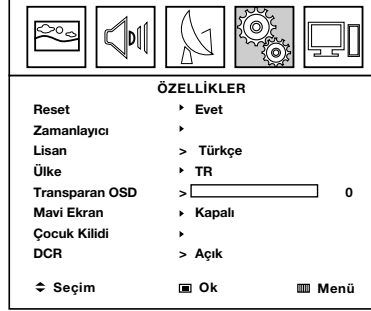 ÖZELLİKLER
Reset ‣ Evet
Zamanlayıcı ‣
Lisan > Türkçe
Ülke ‣ TR
Transparan OSD > 0
Mavi Ekran ‣ Kapalı
Çocuk Kilidi ‣
DCR > Açık
Seçim Ok Menü